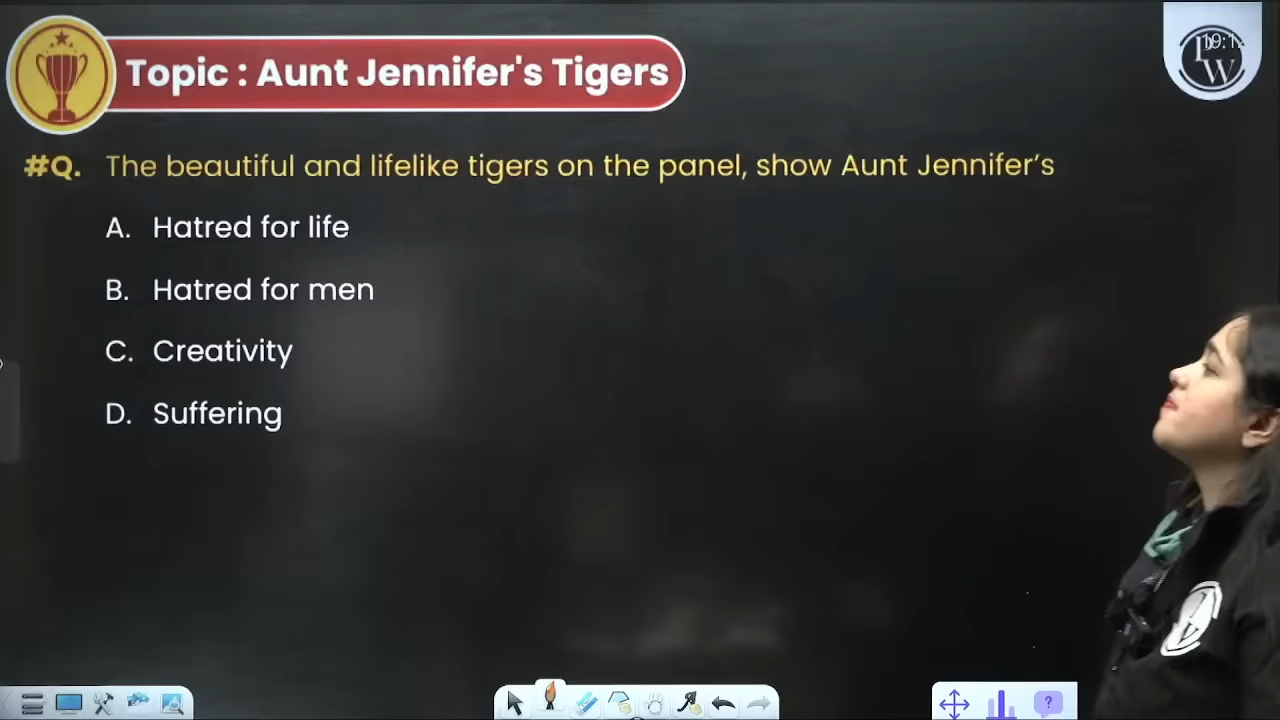 Topic : Aunt Jennifer's Tigers
#Q. The beautiful and lifelike tigers on the panel, show Aunt Jennifer’s
A. Hatred for life
B. Hatred for men
C. Creativity
D. Suffering